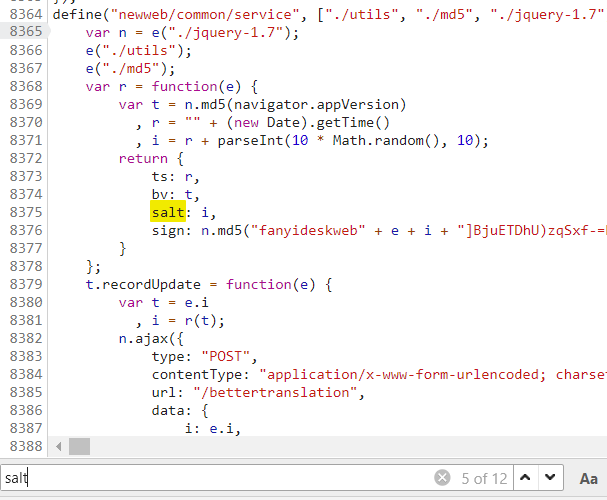 8364 define("newweb/common/service", ["./utils", "./md5", "./jquery-1.7"
8365 var n = e("./jquery-1.7");
8366 e("./utils");
8367 e("./md5");
8368 var r = function(e) {
8369 var t = n.md5(navigator.appVersion)
8370 , r = "" + (new Date).getTime()
8371 , i = r + parseInt(10 * Math.random(), 10);
8372 return {
8373 ts: r,
8374 bv: t,
8375 salt: i,
8376 sign: n.md5("fanyideskweb" + e + i + "]BjuETDhU)zqSxf-=
8377 }
8378 };
8379 t.recordUpdate = function(e) {
8380 var t = e.i
8381 , i = r(t);
8382 n.ajax({
8383 type: "POST",
8384 contentType: "application/x-www-form-urlencoded; charset
8385 url: "/bettertranslation",
8386 data: {
8387 i: e.i,
8388
salt 5 of 12 Aa